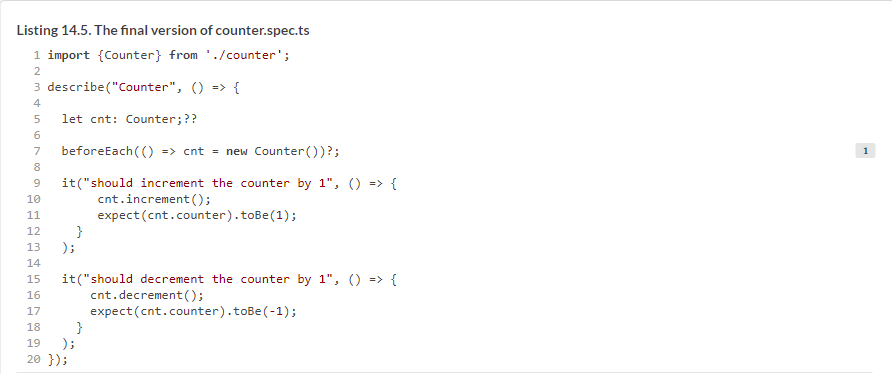 Listing 14.5. The final version of counter.spec.ts
1 import {Counter} from './counter';
2
3 describe("Counter", () => {
4
5   let cnt: Counter;??
6
7   beforeEach(() => cnt = new Counter())?;
1
8
9   it("should increment the counter by 1", () => {
10        cnt.increment();
11        expect(cnt.counter).toBe(1);
12     }
13   );
14
15   it("should decrement the counter by 1", () => {
16       cnt.decrement();
17       expect(cnt.counter).toBe(-1);
18     }
19   );
20 });